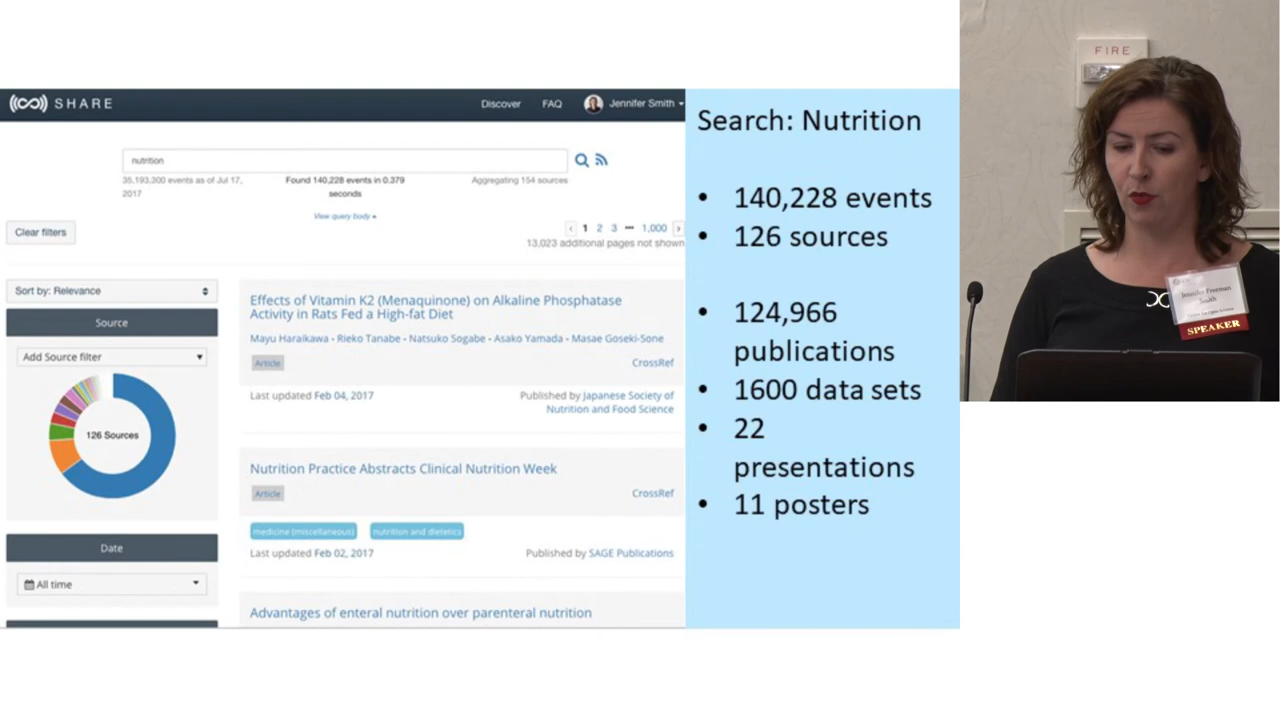 SHARE
Discover FAQ Jennifer Smith
nutrition
35,193,300 events as of Jul 17,
2017
Found 140,228 events in 0.379
seconds
Aggregating 154 sources
View query body
Clear filters
1 2 3 ••• 1,000
13,023 additional pages not shown
Sort by: Relevance
Source
Add Source filter
126 Sources
Date
All time
Effects of Vitamin K2 (Menaquinone) on Alkaline Phosphatase
Activity in Rats Fed a High-fat Diet
Mayu Haraikawa - Rieko Tanabe - Natsuko Sogabe - Asako Yamada - Masae Goseki-Sone
Article CrossRef
Last updated Feb 04, 2017
Published by Japanese Society of
Nutrition and Food Science
Nutrition Practice Abstracts Clinical Nutrition Week
Article CrossRef
medicine (miscellaneous) nutrition and dietetics
Last updated Feb 02, 2017 Published by SAGE Publications
Advantages of enteral nutrition over parenteral nutrition
Search: Nutrition
• 140,228 events
• 126 sources
• 124,966
publications
• 1600 data sets
• 22
presentations
• 11 posters
FIRE
Jennifer Freeman
Smith
SPEAKER